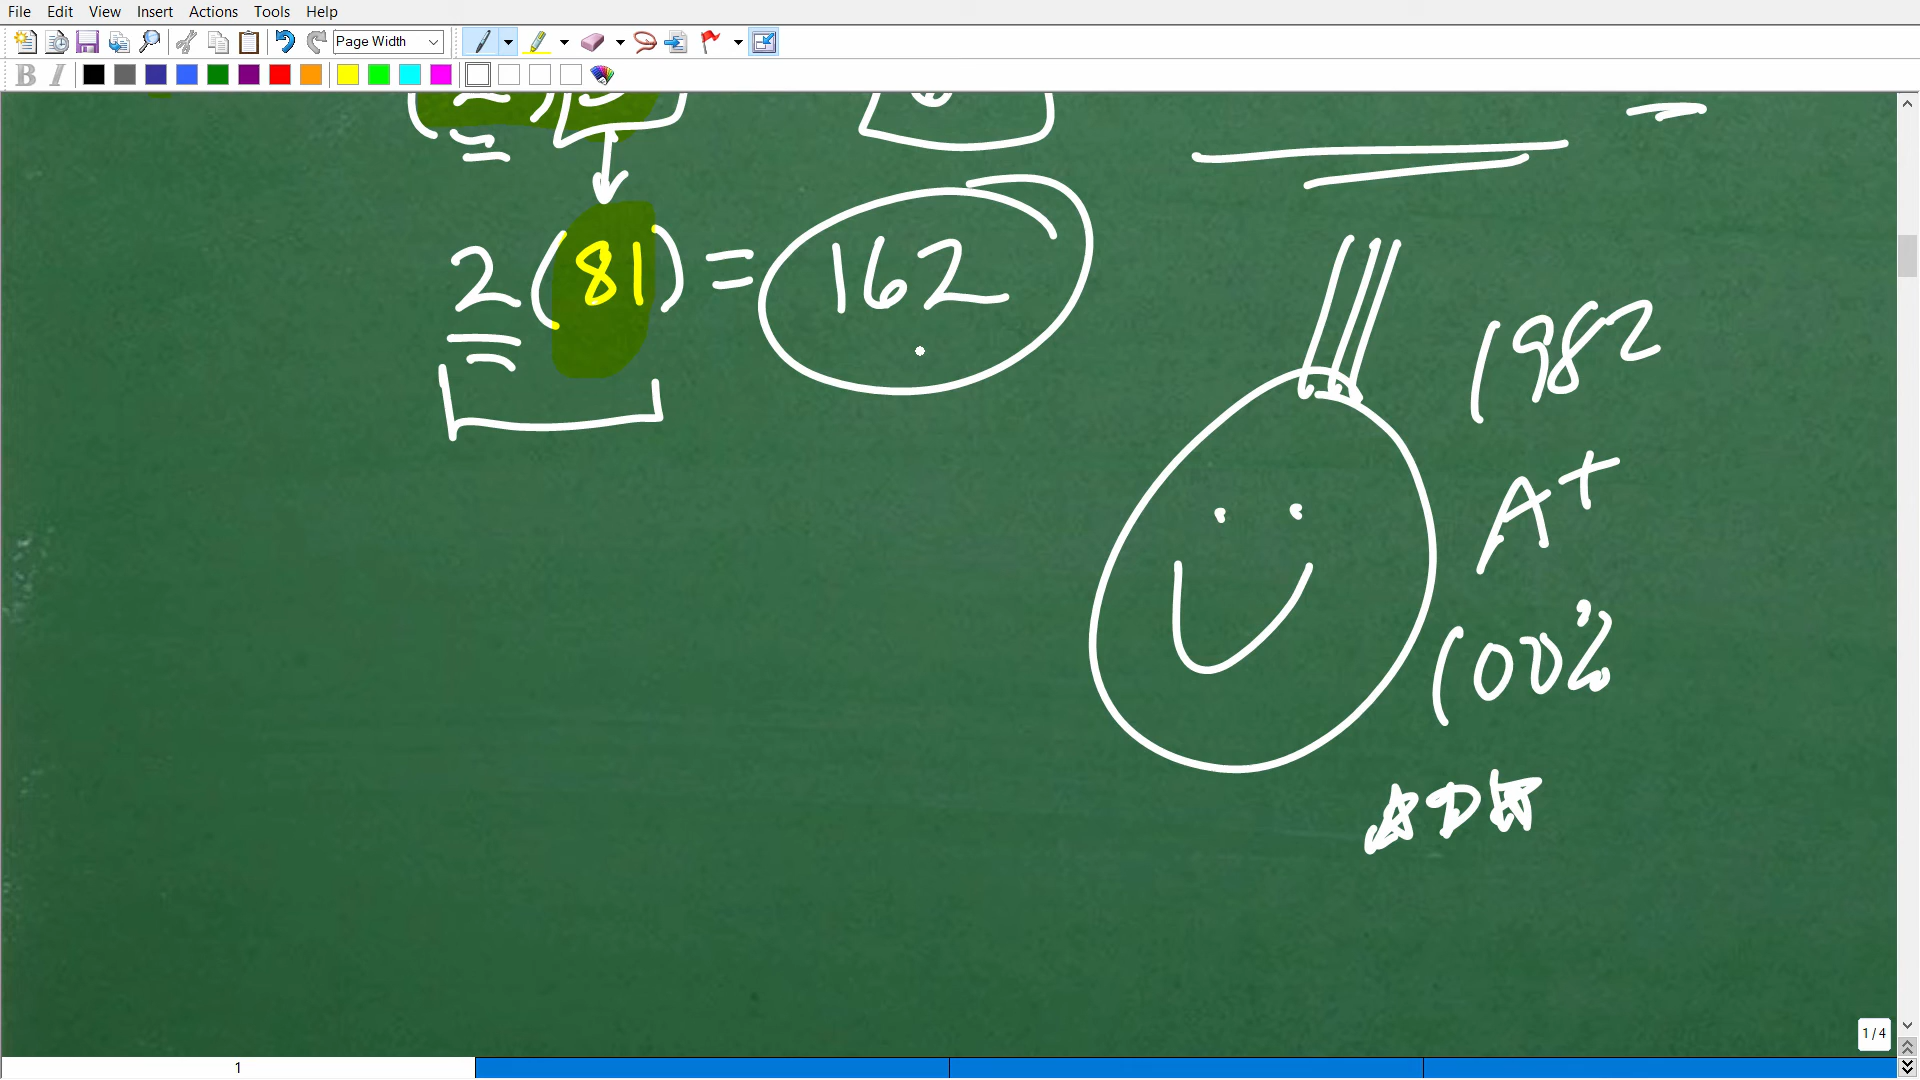 File Edit View Insert Actions Tools Help
Page Width
B I
2(81) = 162
1982
A+
100%
1 / 4
1